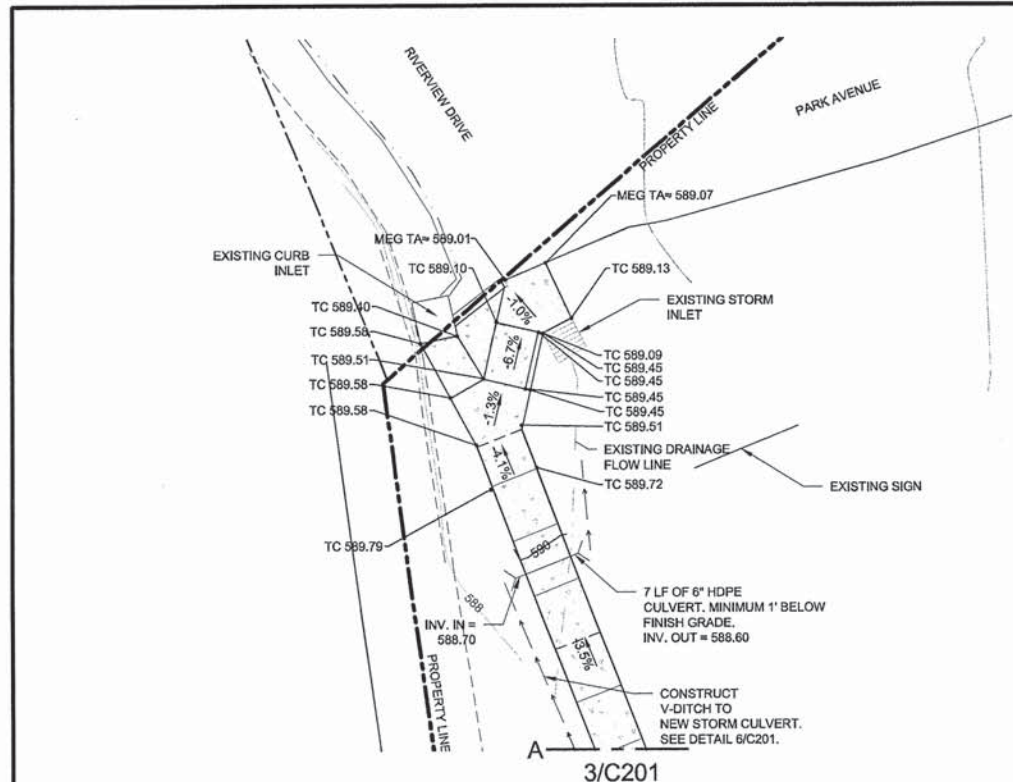 RIVERVIEW DRIVE
PROPERTY LINE
PARK AVENUE
MEG TA≈ 589.07
MEG TA≈ 589.01
EXISTING CURB
INLET
TC 589.10
TC 589.13
TC 589.40
EXISTING STORM
INLET
TC 589.58
-1.0%
-6.7%
TC 589.09
TC 589.45
TC 589.45
TC 589.51
TC 589.58
TC 589.45
TC 589.45
-1.3%
TC 589.58
TC 589.51
EXISTING DRAINAGE
FLOW LINE
-4.1%
TC 589.72
EXISTING SIGN
TC 589.79
590
588
7 LF OF 6" HDPE
CULVERT. MINIMUM 1' BELOW
FINISH GRADE.
INV. OUT = 588.60
INV. IN =
588.70
-3.5%
PROPERTY LINE
CONSTRUCT
V-DITCH TO
NEW STORM CULVERT.
SEE DETAIL 6/C201.
A
3/C201